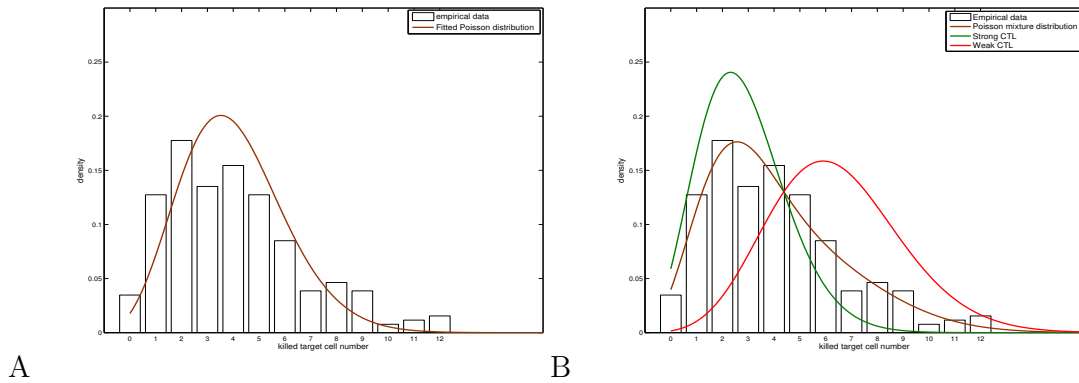 empirical data
Fitted Poisson distribution
0.25
0.2
0.15
0.1
0.05
0
density
0 1 2 3 4 5 6 7 8 9 10 11 12
killed target cell number
A
Empirical data
Poisson mixture distribution
Strong CTL
Weak CTL
0.25
0.2
0.15
0.1
0.05
0
density
0 1 2 3 4 5 6 7 8 9 10 11 12
killed target cell number
B